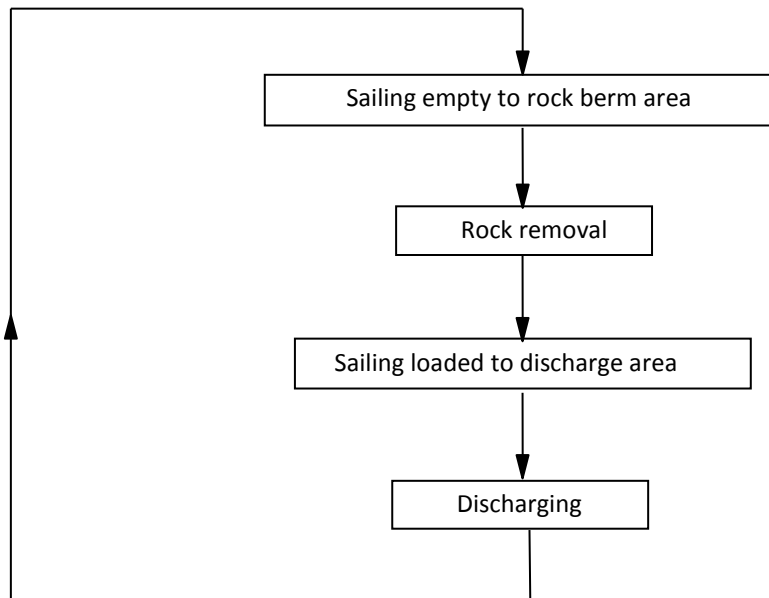 Sailing empty to rock berm area
Rock removal
Sailing loaded to discharge area
Discharging